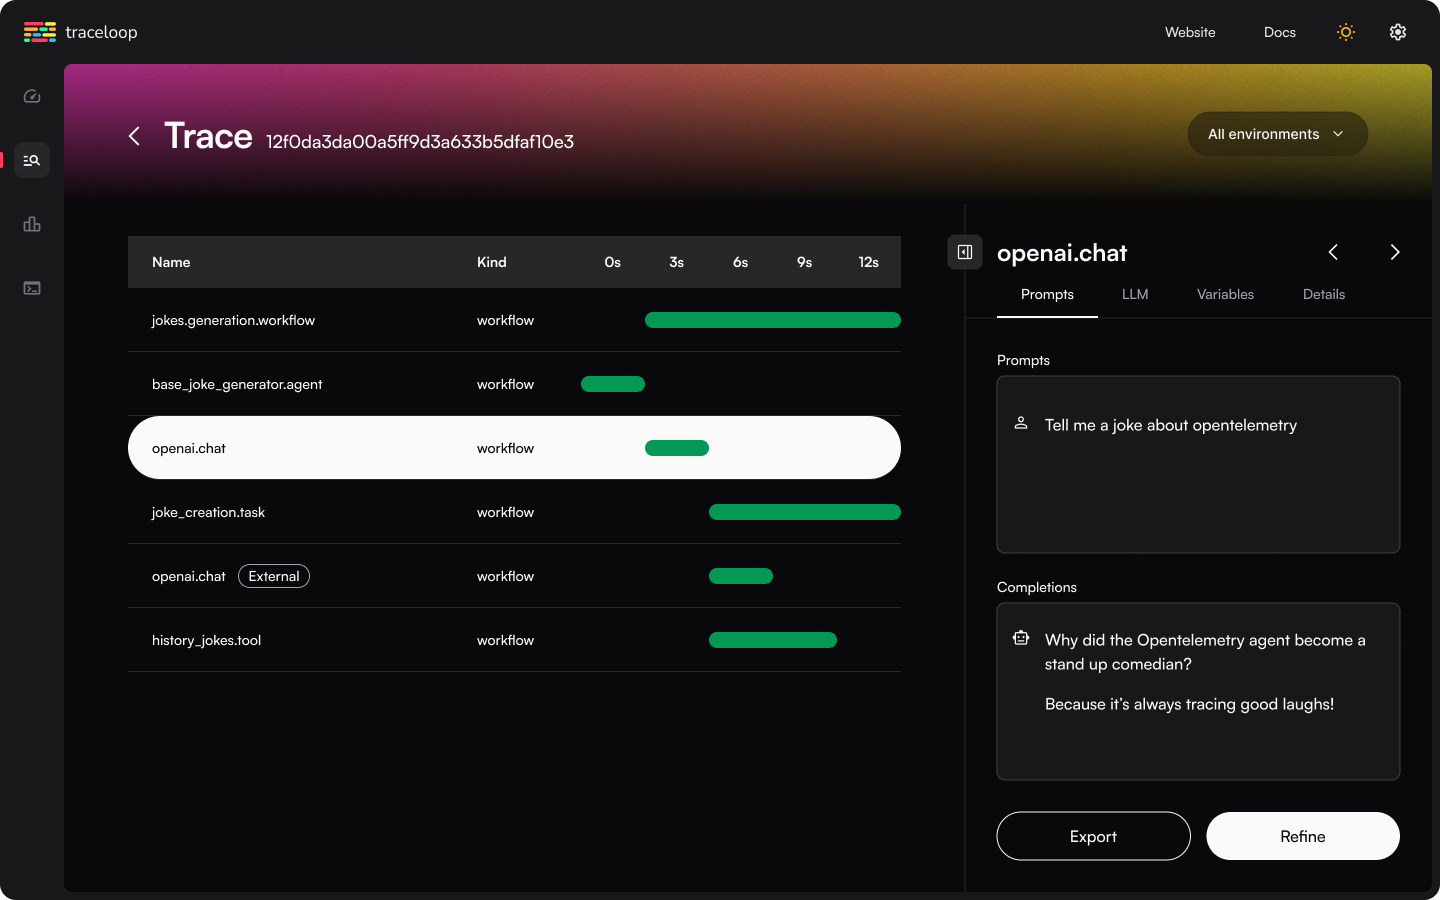 traceloop
Website
Docs
Trace 12f0da3da00a5ff9d3a633b5dfaf10e3
All environments
Name Kind 0s 3s 6s 9s 12s
jokes.generation.workflow workflow
base_joke_generator.agent workflow
openai.chat workflow
joke_creation.task workflow
openai.chat External workflow
history_jokes.tool workflow
openai.chat
Prompts LLM Variables Details
Prompts
Tell me a joke about opentelemetry
Completions
Why did the Opentelemetry agent become a
stand up comedian?
Because it’s always tracing good laughs!
Export Refine